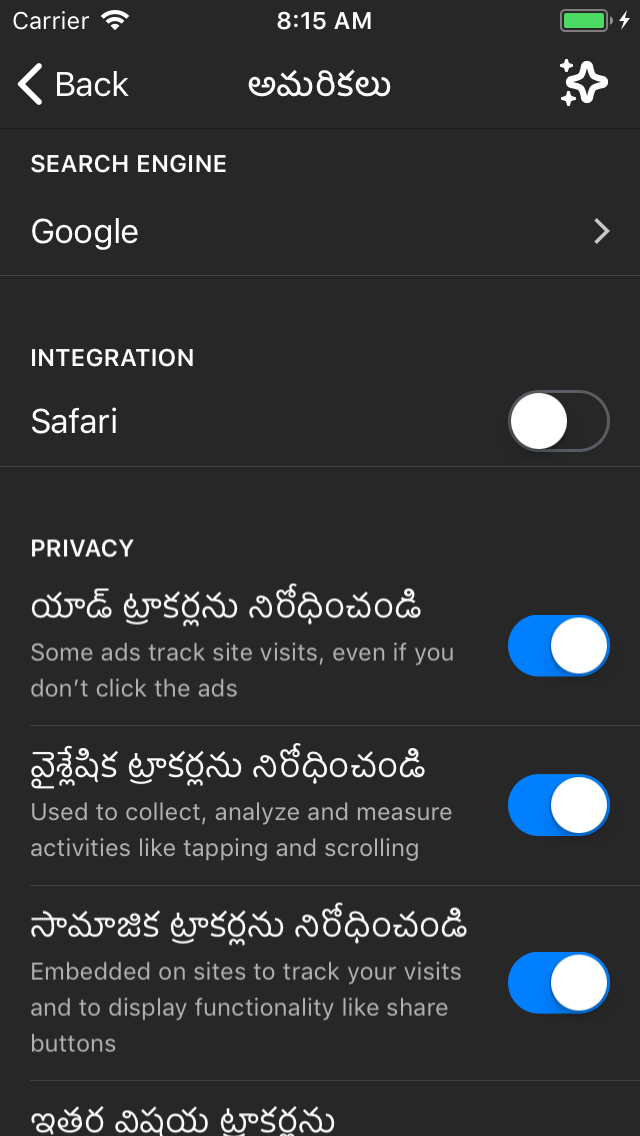 Carrier 8:15 AM
Back అమరికలు
SEARCH ENGINE
Google
INTEGRATION
Safari
PRIVACY
యాడ్ ట్రాకర్లను నిరోధించండి
Some ads track site visits, even if you
don’t click the ads
వైశ్లేషిక ట్రాకర్లను నిరోధించండి
Used to collect, analyze and measure
activities like tapping and scrolling
సామాజిక ట్రాకర్లను నిరోధించండి
Embedded on sites to track your visits
and to display functionality like share
buttons
ఇతర విషయ ట్రాకర్లను